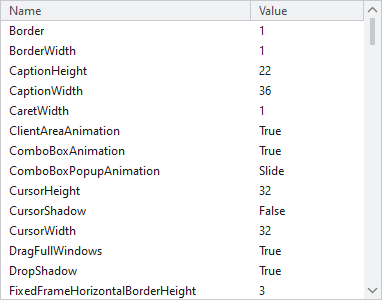 Name Value
Border 1
BorderWidth 1
CaptionHeight 22
CaptionWidth 36
CaretWidth 1
ClientAreaAnimation True
ComboBoxAnimation True
ComboBoxPopupAnimation Slide
CursorHeight 32
CursorShadow False
CursorWidth 32
DragFullWindows True
DropShadow True
FixedFrameHorizontalBorderHeight 3